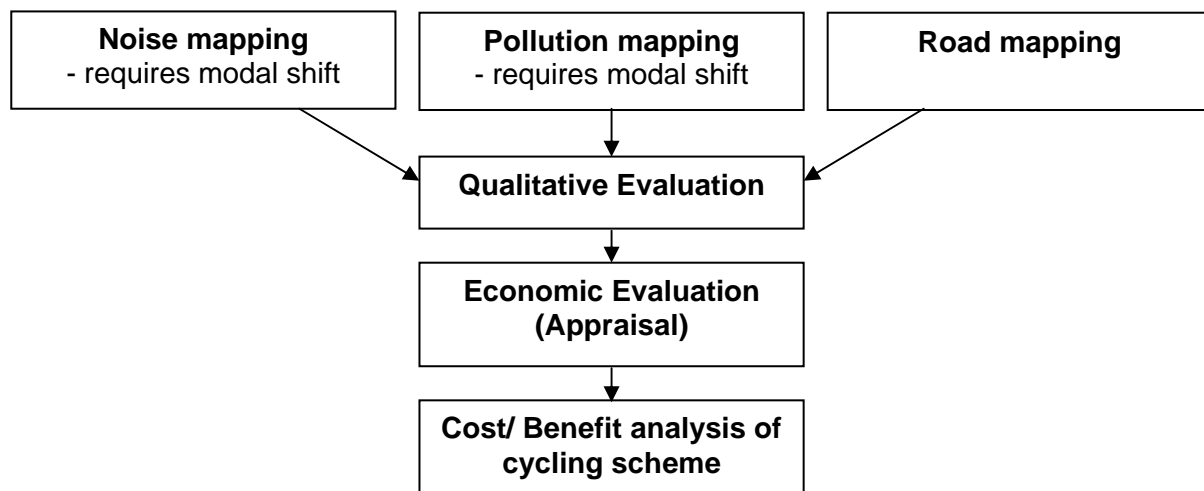 Noise mapping
- requires modal shift
Pollution mapping
- requires modal shift
Road mapping
Qualitative Evaluation
Economic Evaluation
(Appraisal)
Cost/ Benefit analysis of
cycling scheme